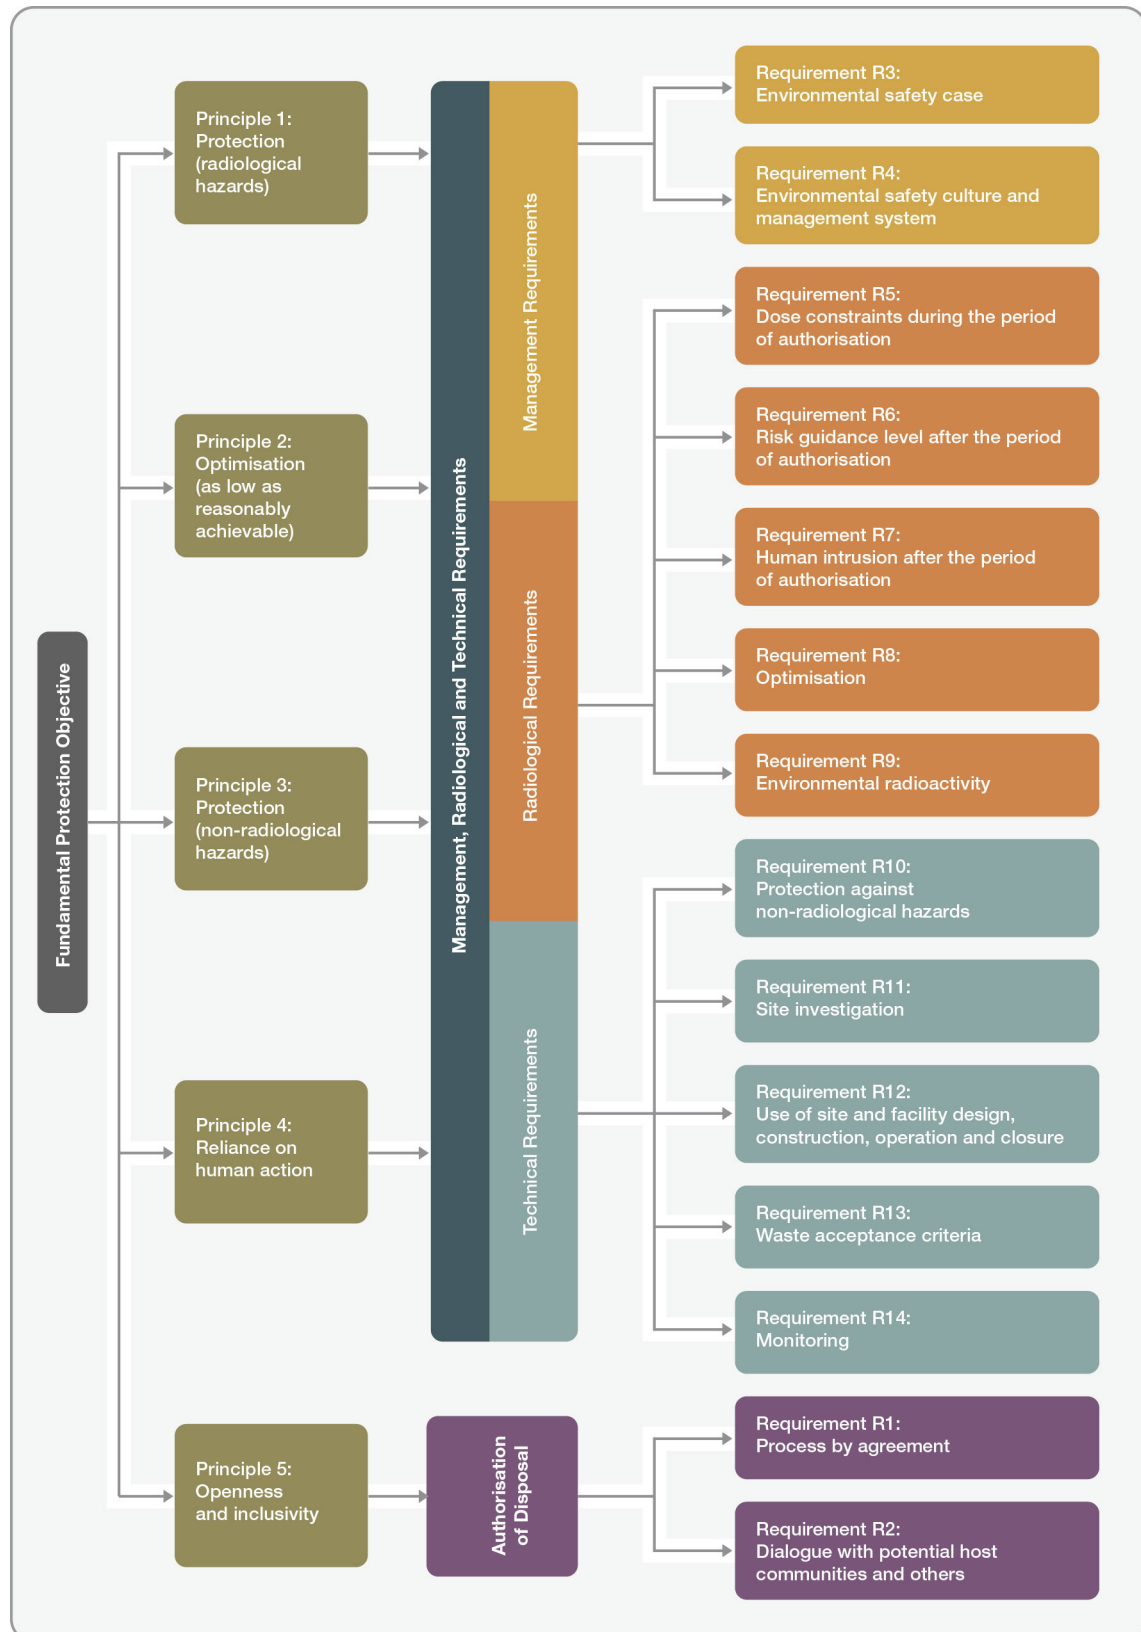 Fundamental Protection Objective
Principle 1:
Protection
(radiological
hazards)
Principle 2:
Optimisation
(as low as
reasonably
achievable)
Principle 3:
Protection
(non-radiological
hazards)
Principle 4:
Reliance on
human action
Principle 5:
Openness
and inclusivity
Management, Radiological and Technical Requirements
Management Requirements
Radiological Requirements
Technical Requirements
Authorisation
of Disposal
Requirement R3:
Environmental safety case
Requirement R4:
Environmental safety culture and
management system
Requirement R5:
Dose constraints during the period
of authorisation
Requirement R6:
Risk guidance level after the period
of authorisation
Requirement R7:
Human intrusion after the period
of authorisation
Requirement R8:
Optimisation
Requirement R9:
Environmental radioactivity
Requirement R10:
Protection against
non-radiological hazards
Requirement R11:
Site investigation
Requirement R12:
Use of site and facility design,
construction, operation and closure
Requirement R13:
Waste acceptance criteria
Requirement R14:
Monitoring
Requirement R1:
Process by agreement
Requirement R2:
Dialogue with potential host
communities and others